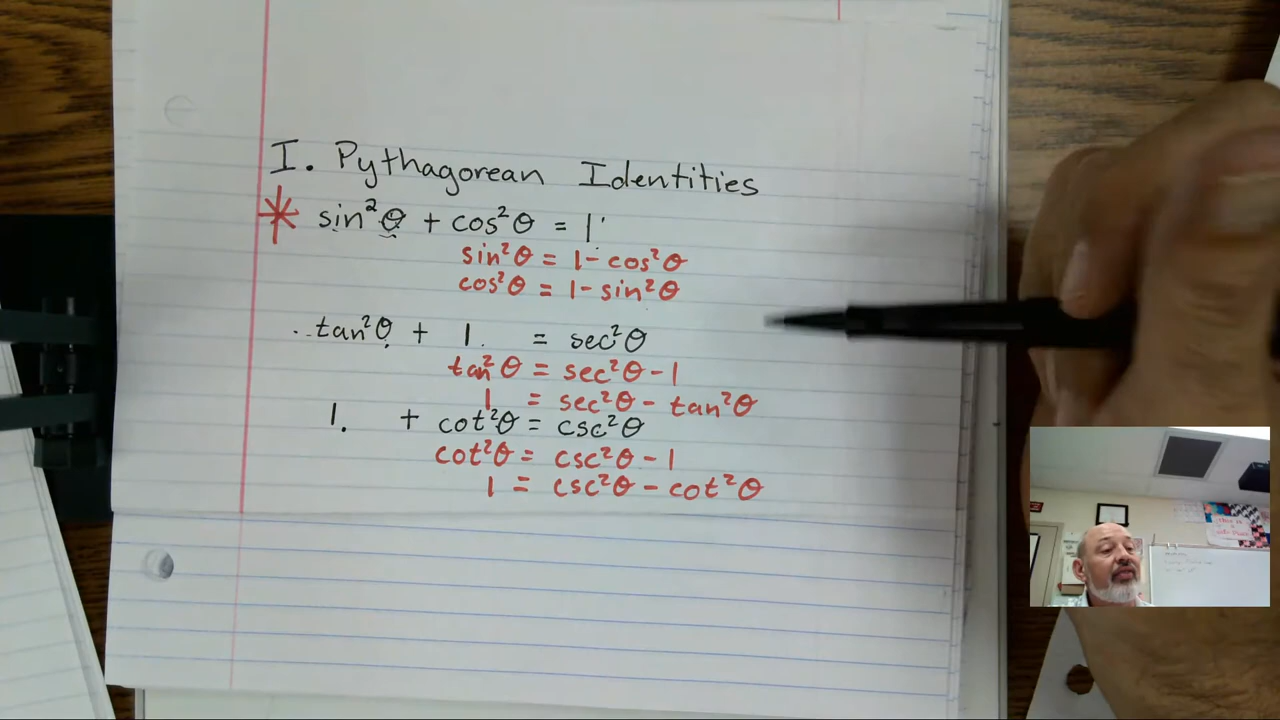 I. Pythagorean Identities
* sin²θ + cos²θ = 1
sin²θ = 1 - cos²θ
cos²θ = 1 - sin²θ
tan²θ + 1 = sec²θ
tan²θ = sec²θ - 1
1 = sec²θ - tan²θ
1 + cot²θ = csc²θ
cot²θ = csc²θ - 1
1 = csc²θ - cot²θ